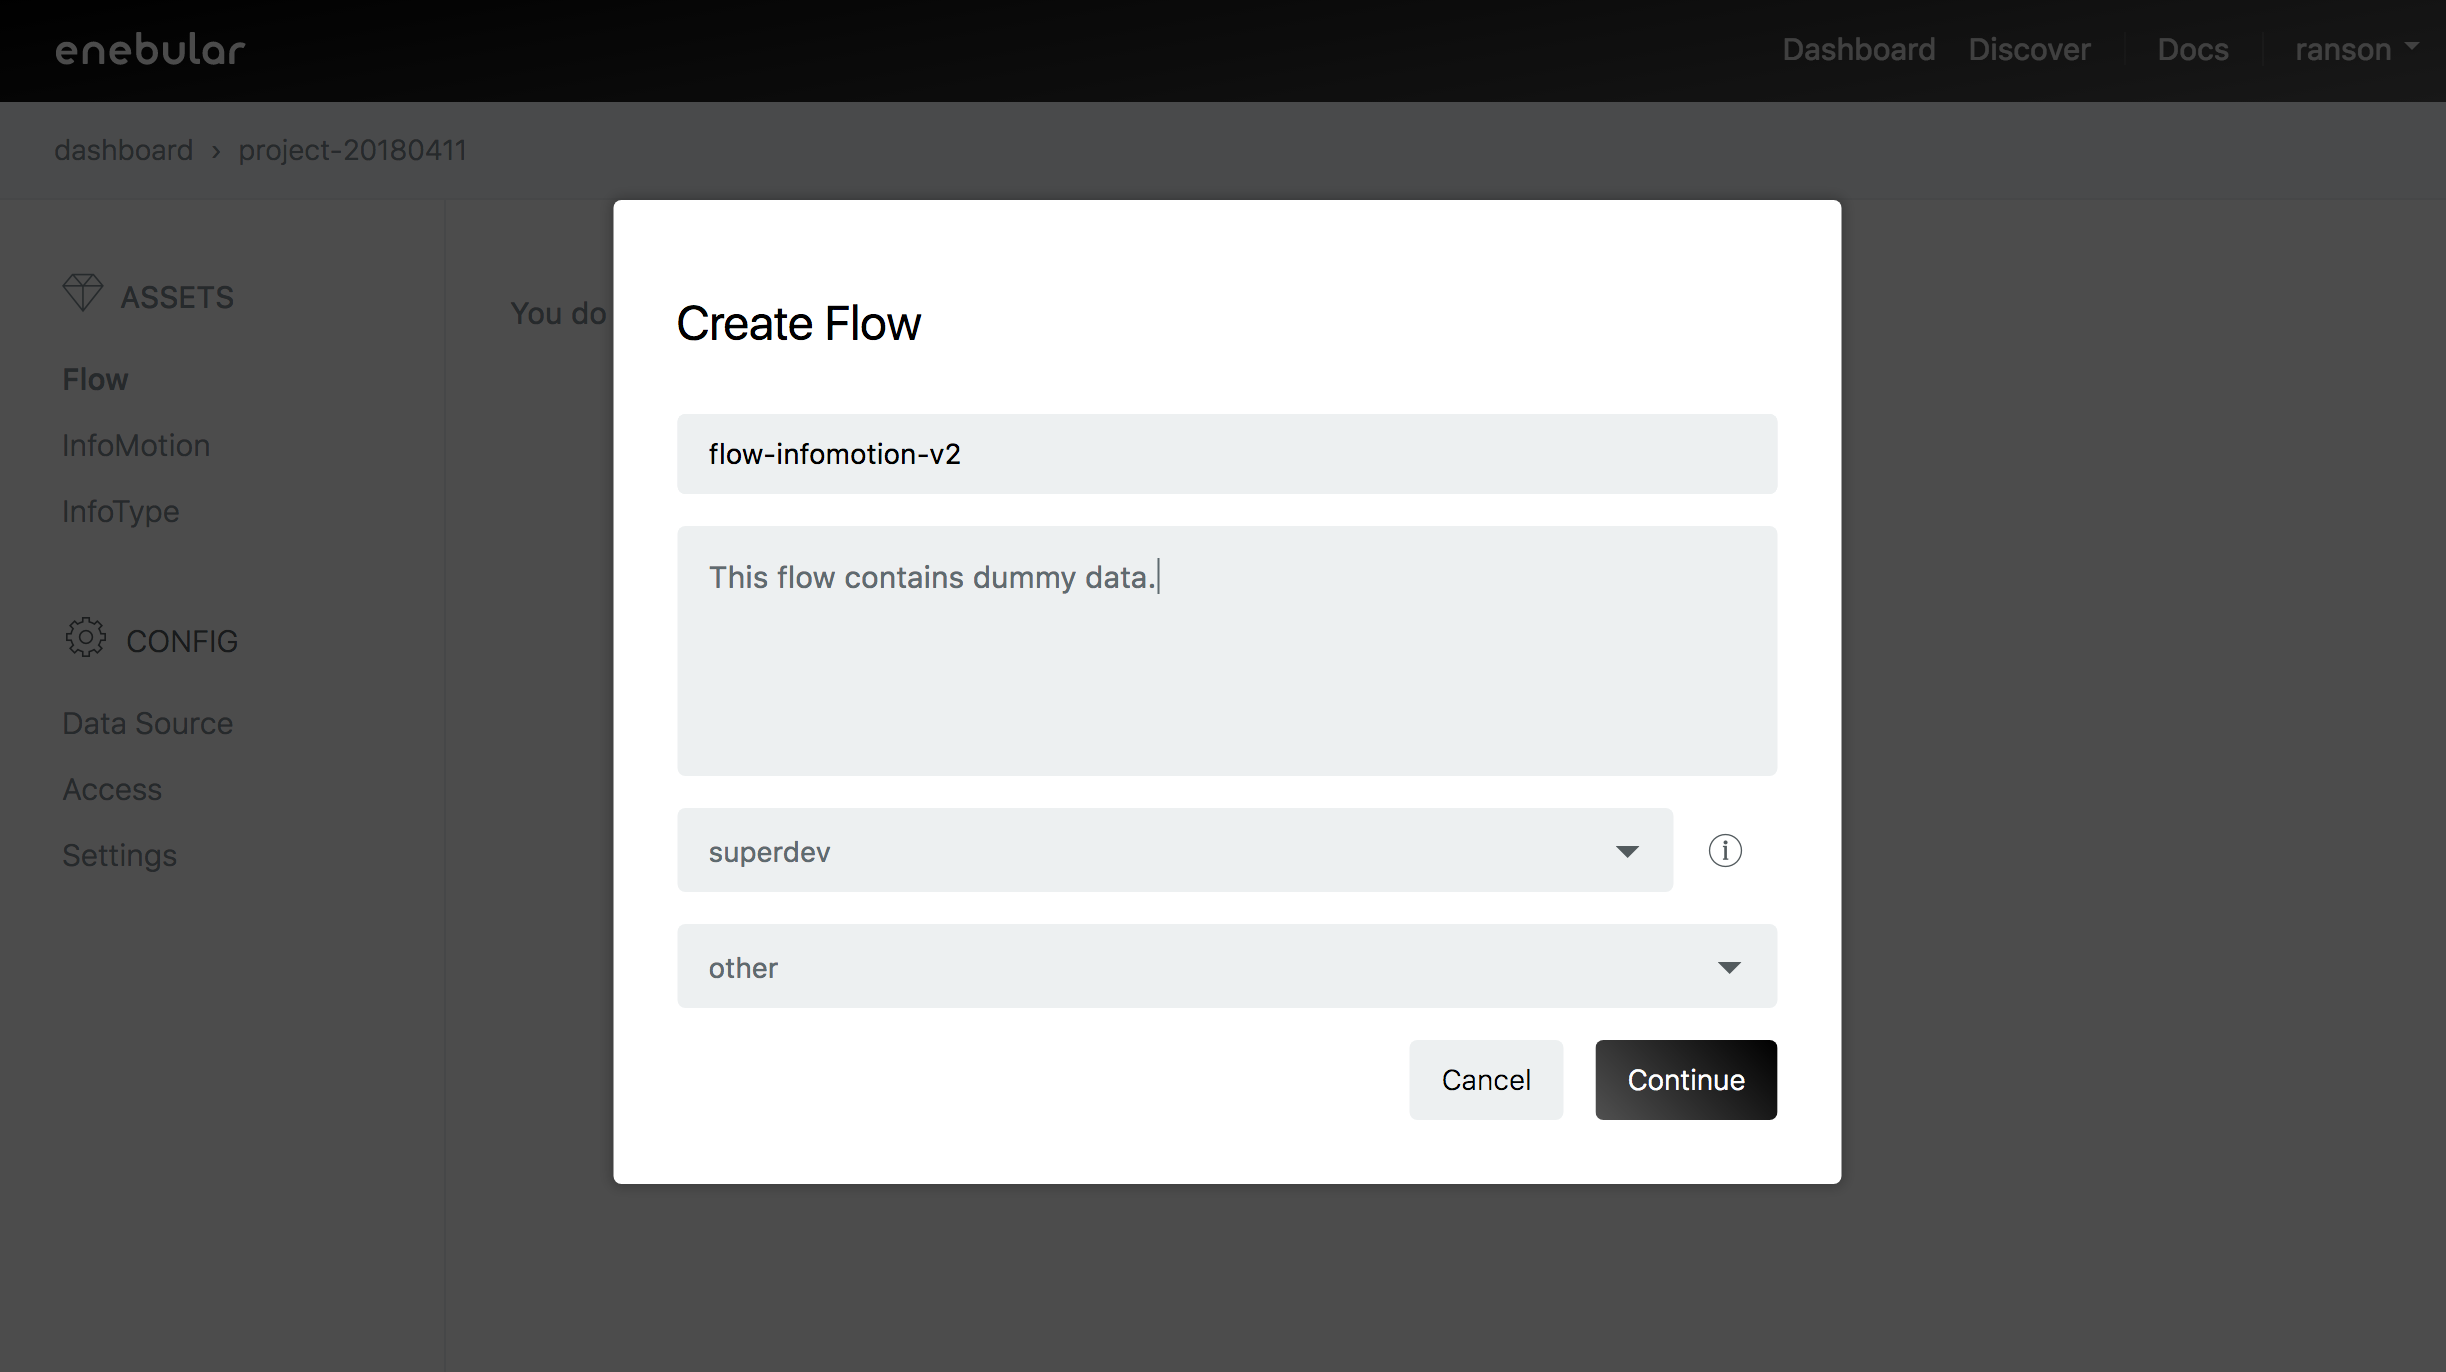 enebular
Dashboard Discover Docs ranson
dashboard › project-20180411
ASSETS
Flow
InfoMotion
InfoType
CONFIG
Data Source
Access
Settings
You do
Create Flow
flow-infomotion-v2
This flow contains dummy data.
superdev
other
Cancel Continue